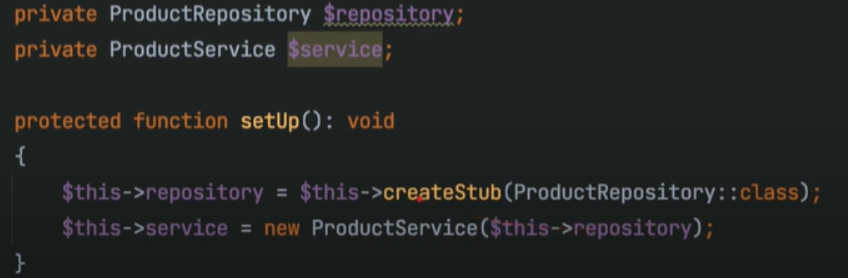 private ProductRepository $repository;
private ProductService $service;
protected function setUp(): void
{
$this->repository = $this->createStub(ProductRepository::class);
$this->service = new ProductService($this->repository);
}